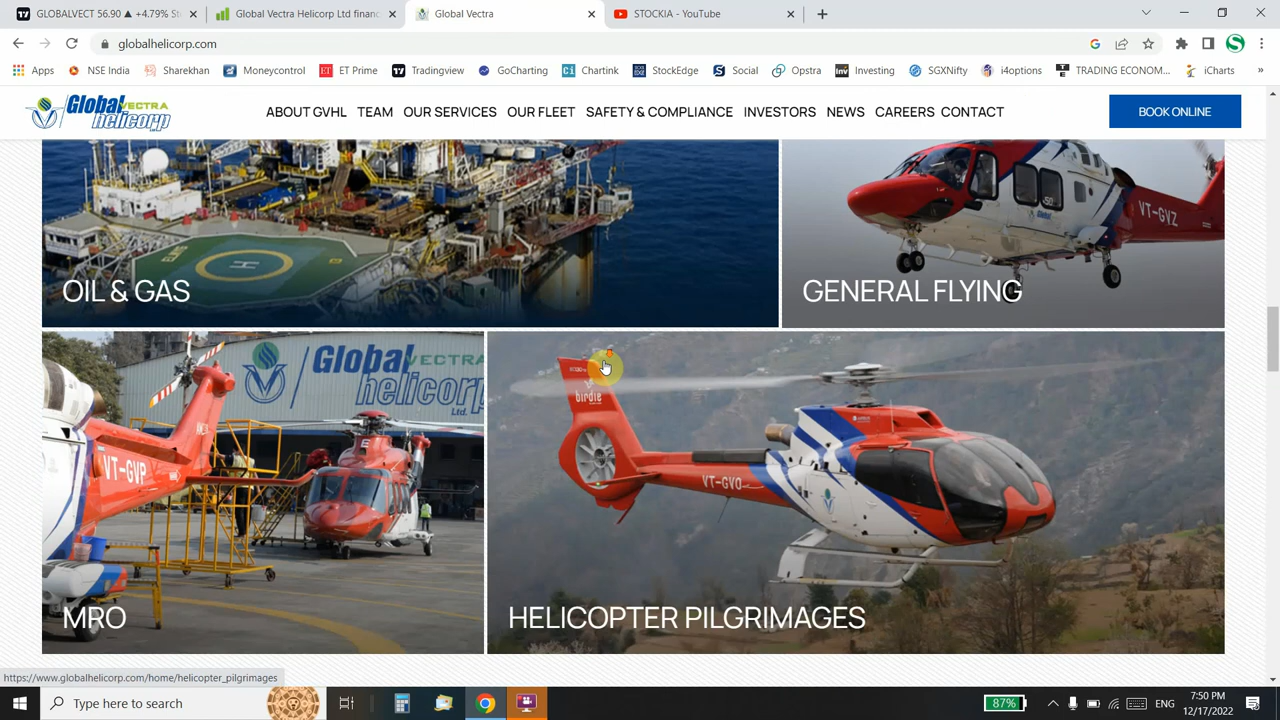 GLOBALVECT 56.90 ▲ +4.79% St
Global Vectra Helicorp Ltd financ
Global Vectra
STOCKIA - YouTube
globalhelicorp.com
Apps
NSE India
Sharekhan
Moneycontrol
ET Prime
Tradingview
GoCharting
Chartink
StockEdge
Social
Opstra
Investing
SGXNifty
i4options
TRADING ECONOM...
iCharts
»
Global VECTRA
helicorp
Ltd.
ABOUT GVHL
TEAM
OUR SERVICES
OUR FLEET
SAFETY & COMPLIANCE
INVESTORS
NEWS
CAREERS
CONTACT
BOOK ONLINE
H
OIL & GAS
Global
VT-GVZ
GENERAL FLYING
Global VECTRA
helicorp
Ltd.
VT-GVP
MRO
birdie
VT-GVO
HELICOPTER PILGRIMAGES
https://www.globalhelicorp.com/home/helicopter_pilgrimages
Type here to search
87%
ENG
7:50 PM
12/17/2022